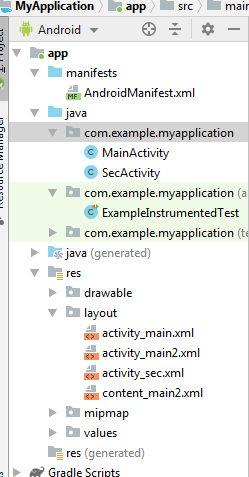 MyApplication app src main
Android
app
manifests
AndroidManifest.xml
java
com.example.myapplication
MainActivity
SecActivity
com.example.myapplication (a
ExampleInstrumentedTest
com.example.myapplication (te
java (generated)
res
drawable
layout
activity_main.xml
activity_main2.xml
activity_sec.xml
content_main2.xml
mipmap
values
res (generated)
Gradle Scripts
Project
Resource Manager